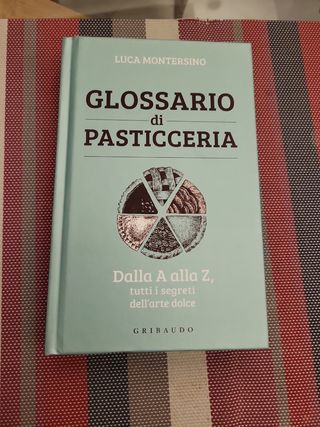 LUCA MONTERSINO
GLOSSARIO
di
PASTICCERIA
Dalla A alla Z,
tutti i segreti
dell'arte dolce
GRIBAUDO